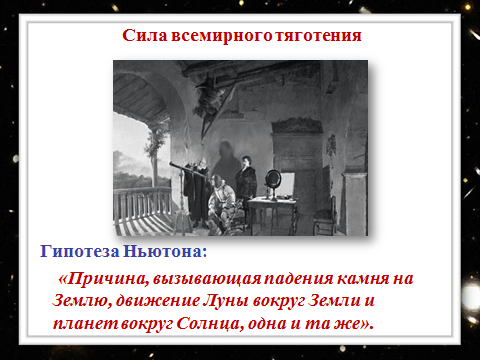 Сила всемирного тяготения
Гипотеза Ньютона:
«Причина, вызывающая падения камня на
Землю, движение Луны вокруг Земли и
планет вокруг Солнца, одна и та же».